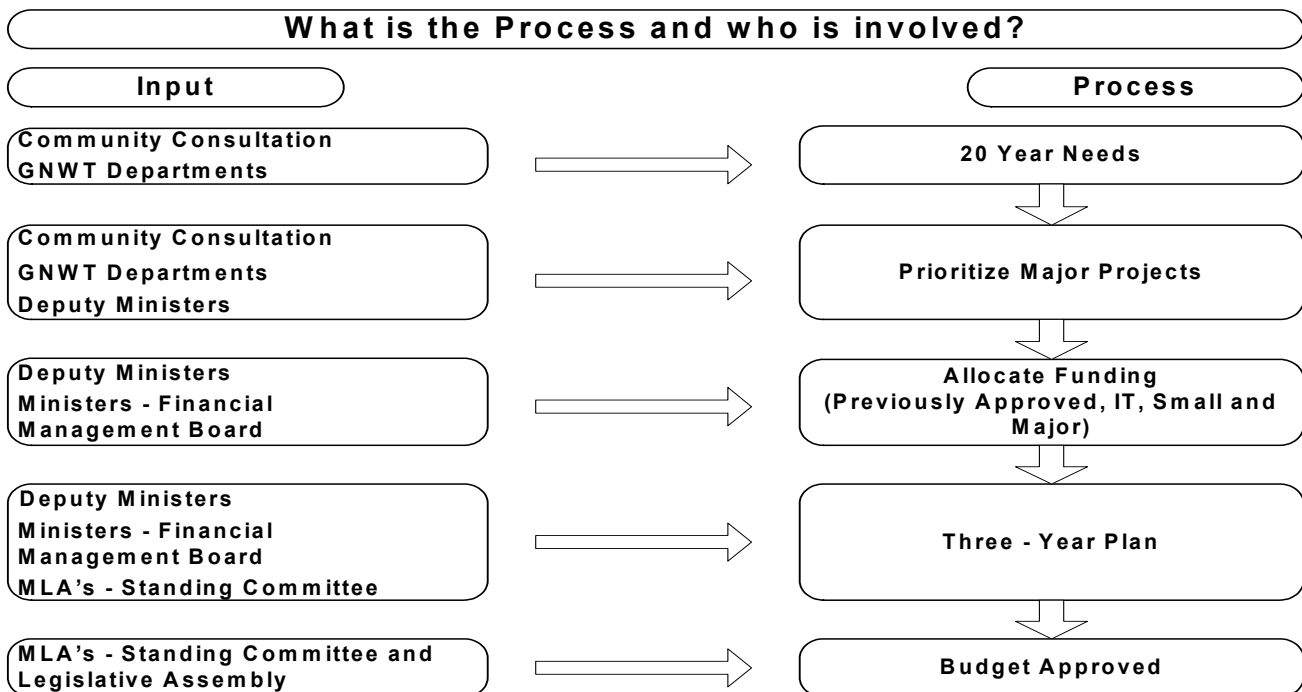 What is the Process and who is involved?
Input
Process
Community Consultation
GNWT Departments
20 Year Needs
Community Consultation
GNWT Departments
Deputy Ministers
Prioritize Major Projects
Deputy Ministers
Ministers - Financial
Management Board
Allocate Funding
(Previously Approved, IT, Small and
Major)
Deputy Ministers
Ministers - Financial
Management Board
MLA's - Standing Committee
Three - Year Plan
MLA's - Standing Committee and
Legislative Assembly
Budget Approved